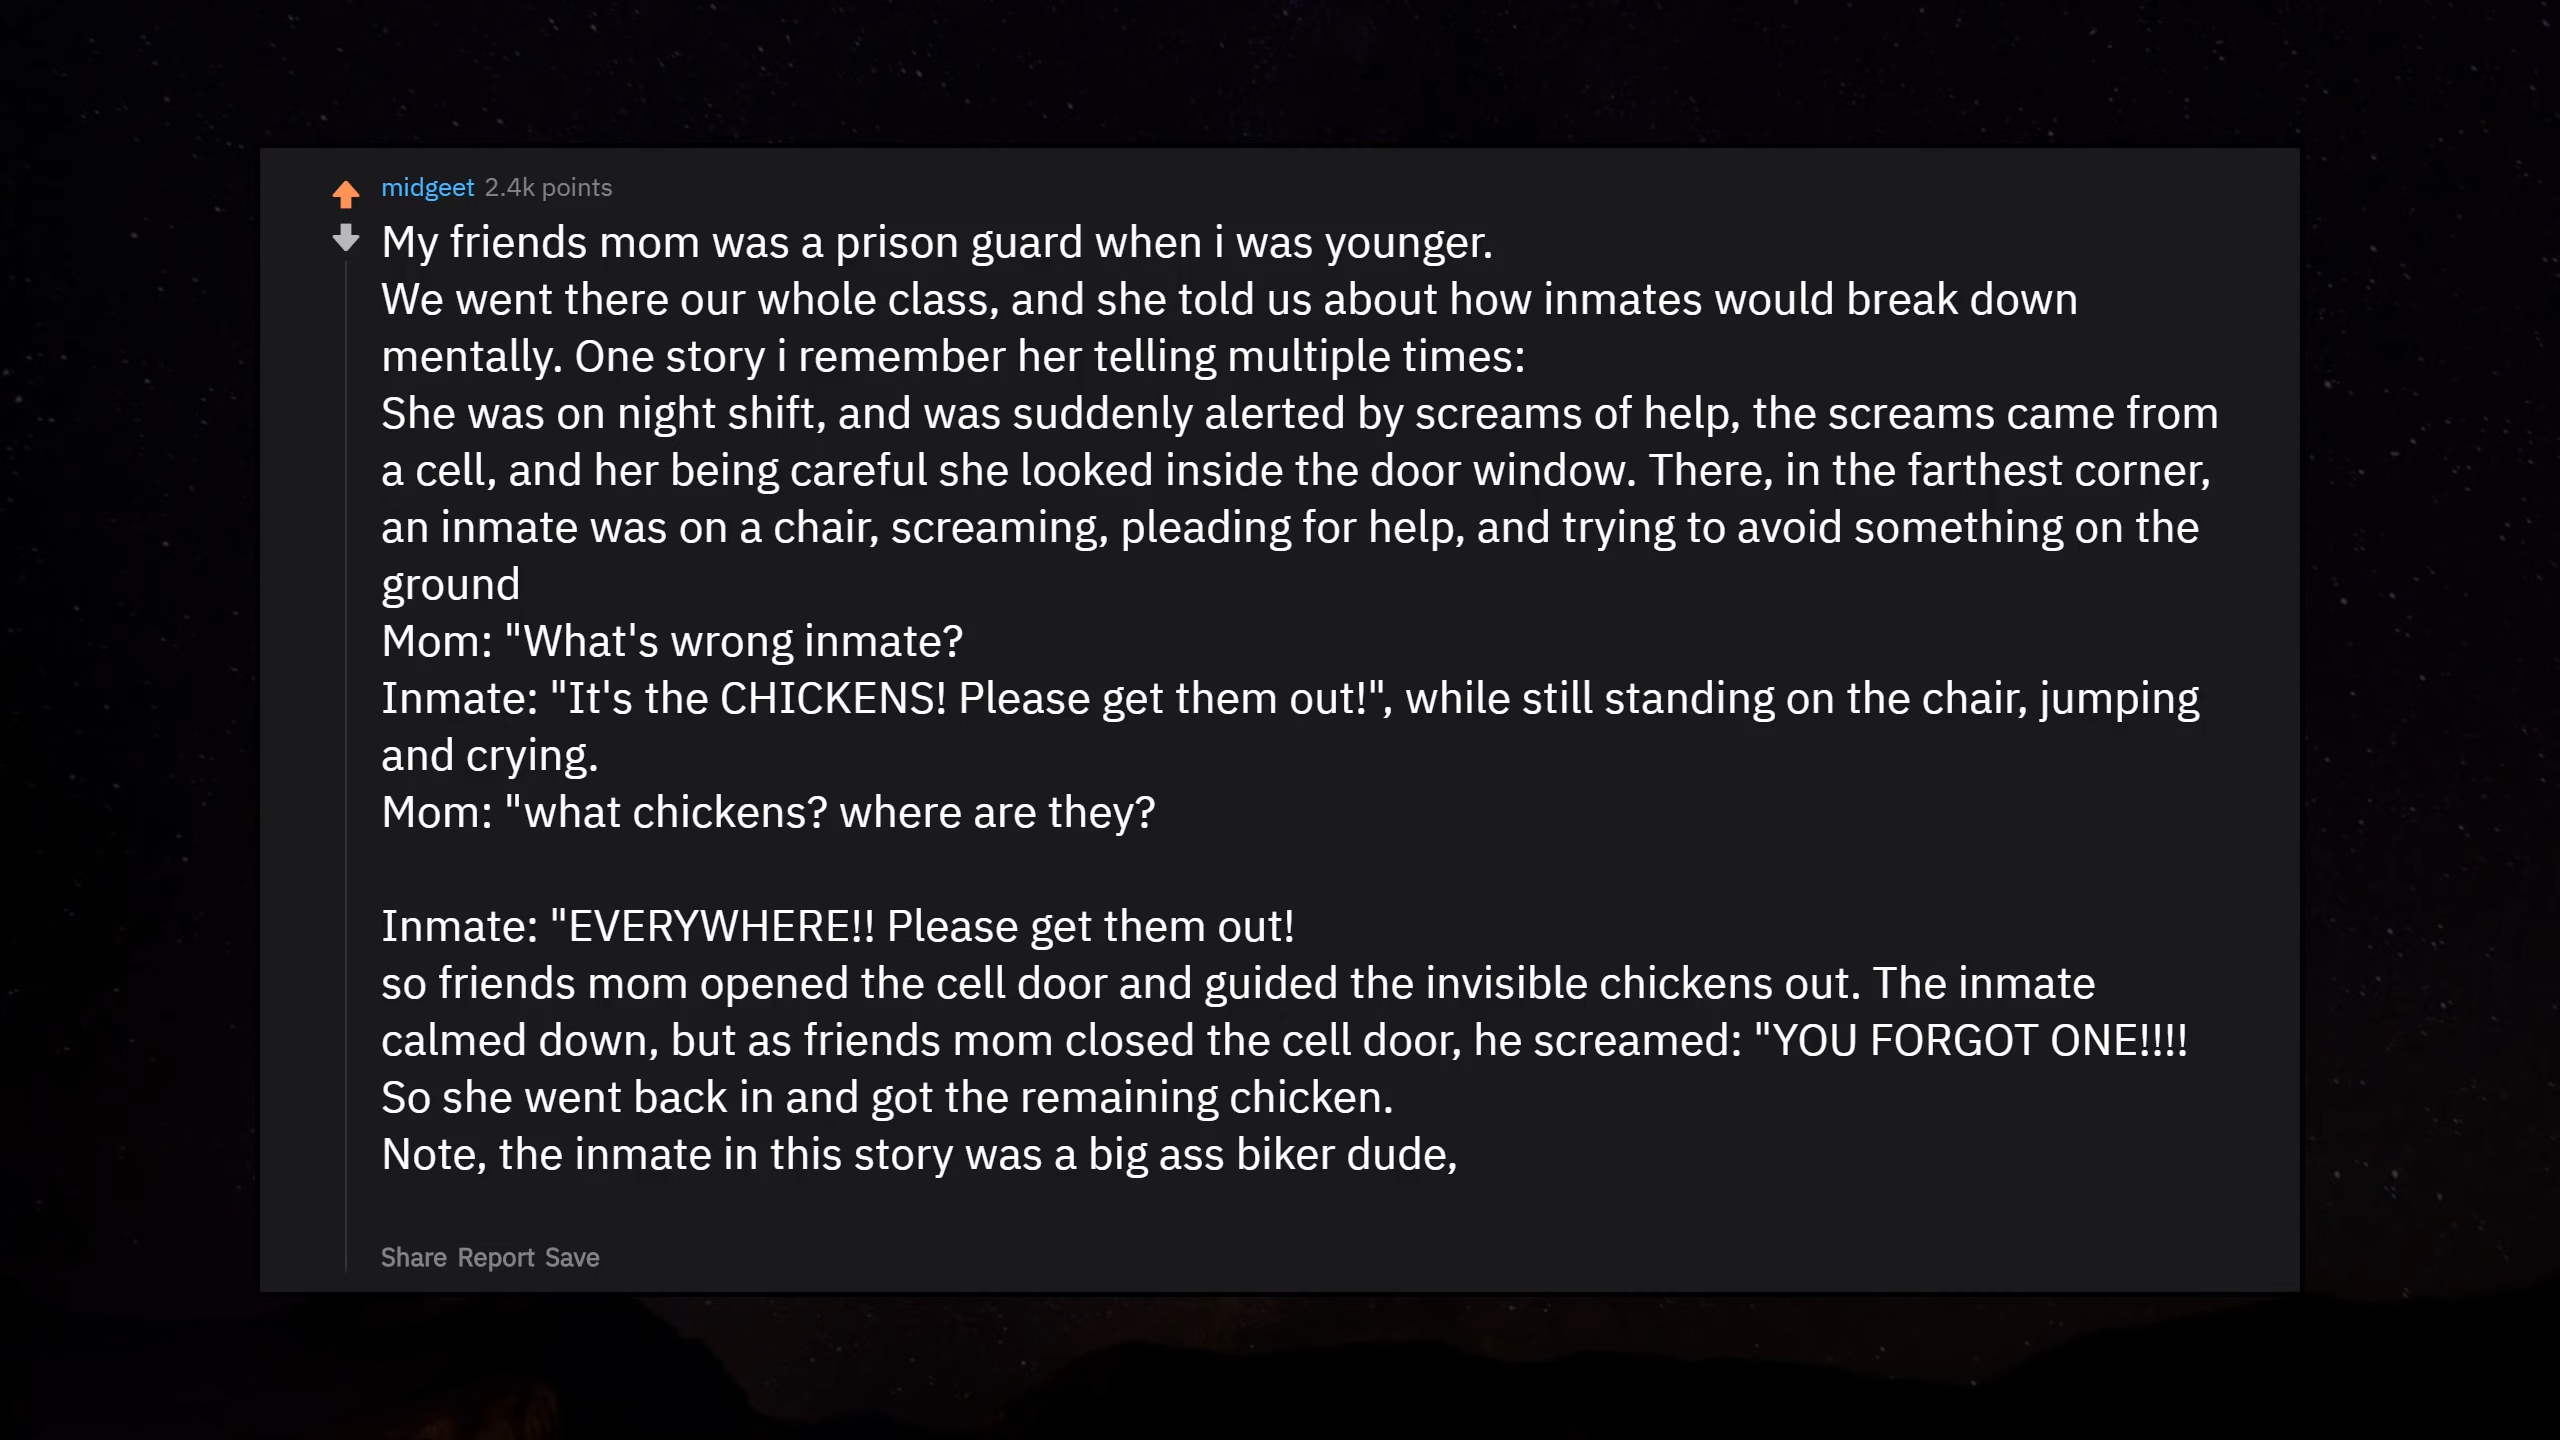 midgeet 2.4k points
My friends mom was a prison guard when i was younger.
We went there our whole class, and she told us about how inmates would break down
mentally. One story i remember her telling multiple times:
She was on night shift, and was suddenly alerted by screams of help, the screams came from
a cell, and her being careful she looked inside the door window. There, in the farthest corner,
an inmate was on a chair, screaming, pleading for help, and trying to avoid something on the
ground
Mom: "What's wrong inmate?
Inmate: "It's the CHICKENS! Please get them out!", while still standing on the chair, jumping
and crying.
Mom: "what chickens? where are they?
Inmate: "EVERYWHERE!! Please get them out!
so friends mom opened the cell door and guided the invisible chickens out. The inmate
calmed down, but as friends mom closed the cell door, he screamed: "YOU FORGOT ONE!!!!
So she went back in and got the remaining chicken.
Note, the inmate in this story was a big ass biker dude,
Share Report Save